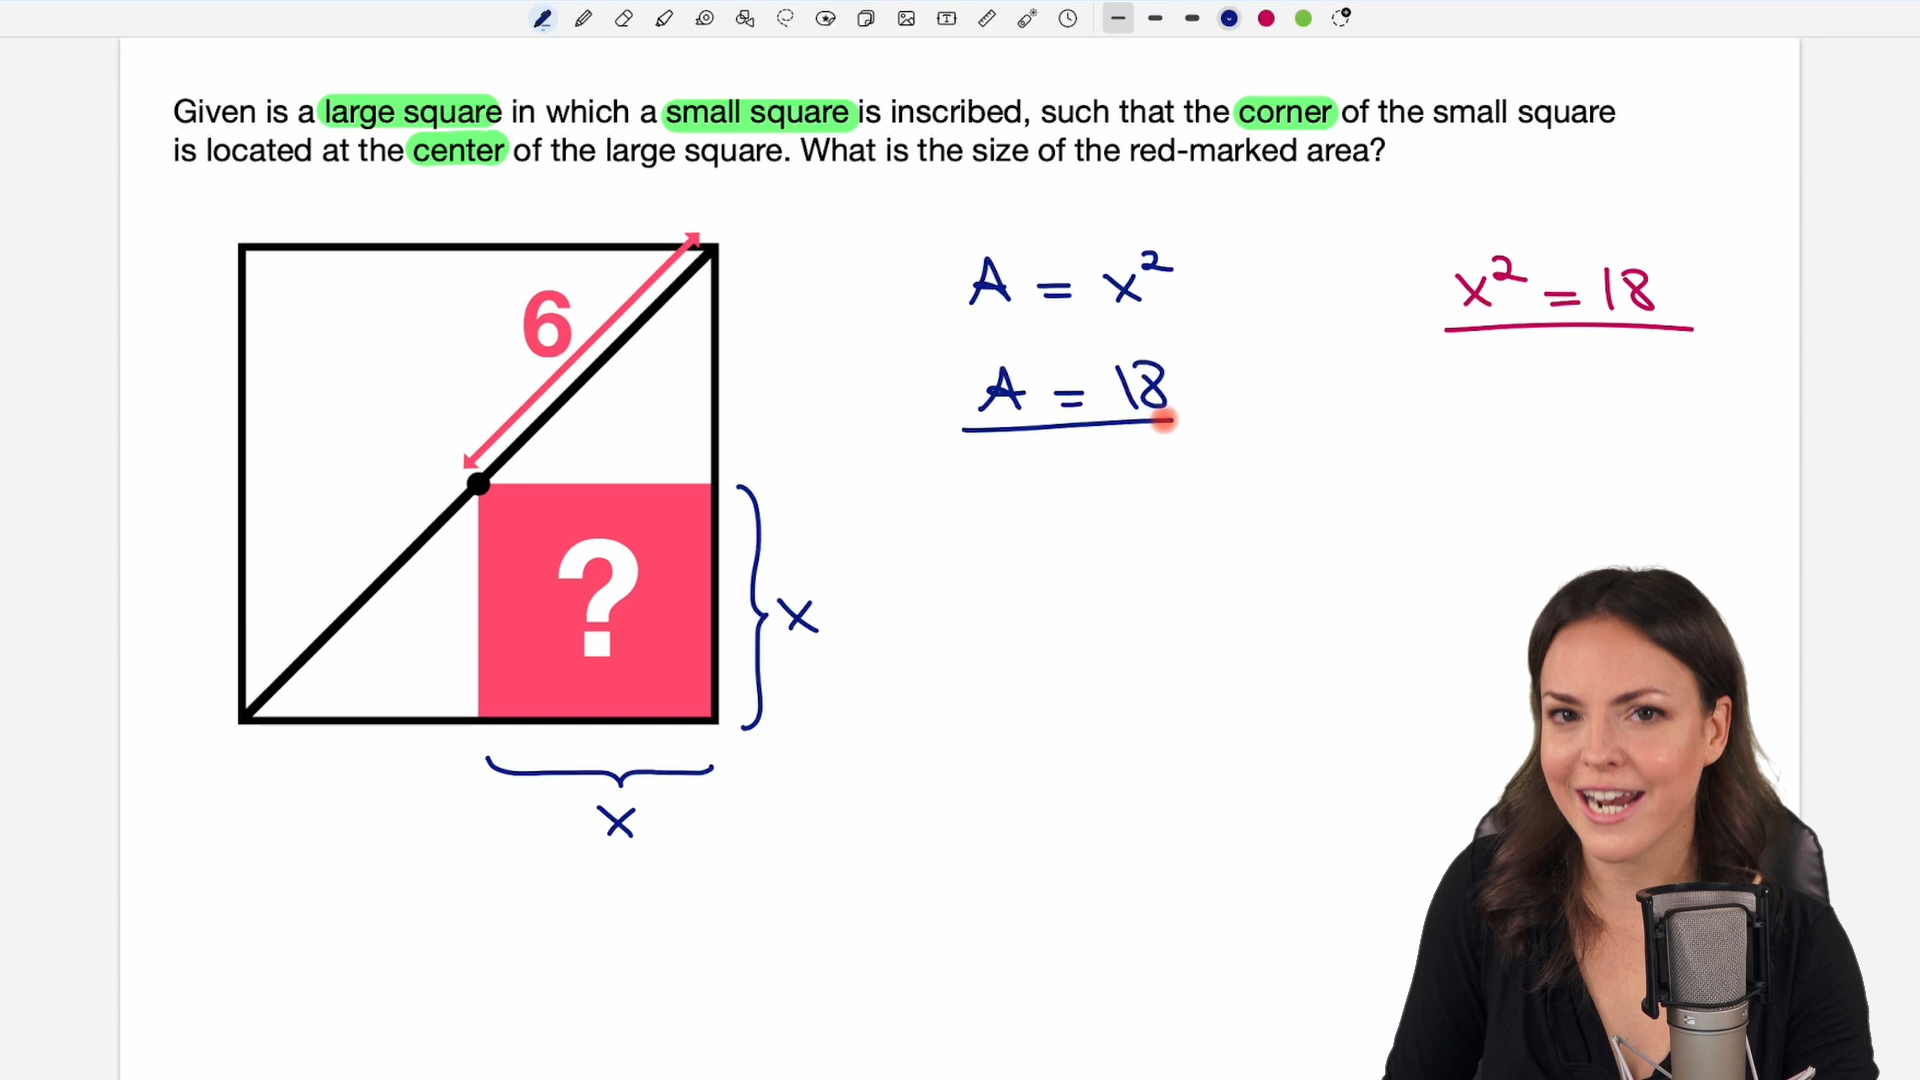 Given is a large square in which a small square is inscribed, such that the corner of the small square
is located at the center of the large square. What is the size of the red-marked area?
6
A = x²
x² = 18
A = 18
?
x
x